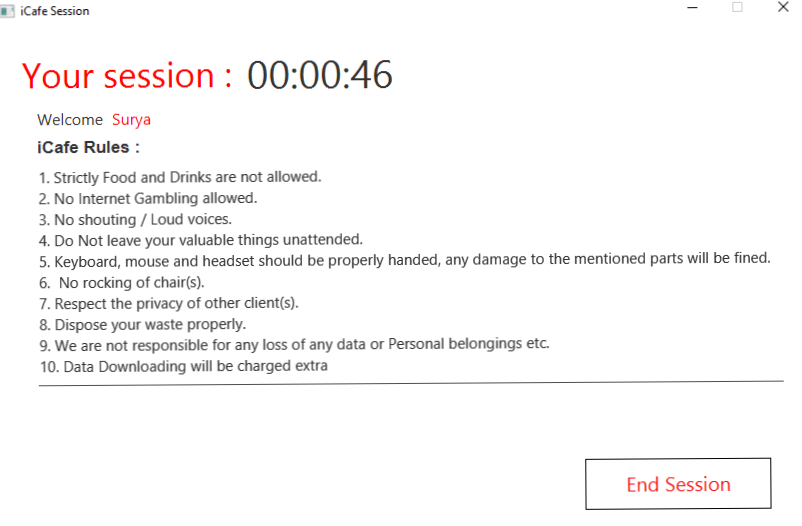 iCafe Session
Your session : 00:00:46
Welcome Surya
iCafe Rules :
1. Strictly Food and Drinks are not allowed.
2. No Internet Gambling allowed.
3. No shouting / Loud voices.
4. Do Not leave your valuable things unattended.
5. Keyboard, mouse and headset should be properly handed, any damage to the mentioned parts will be fined.
6. No rocking of chair(s).
7. Respect the privacy of other client(s).
8. Dispose your waste properly.
9. We are not responsible for any loss of any data or Personal belongings etc.
10. Data Downloading will be charged extra
End Session